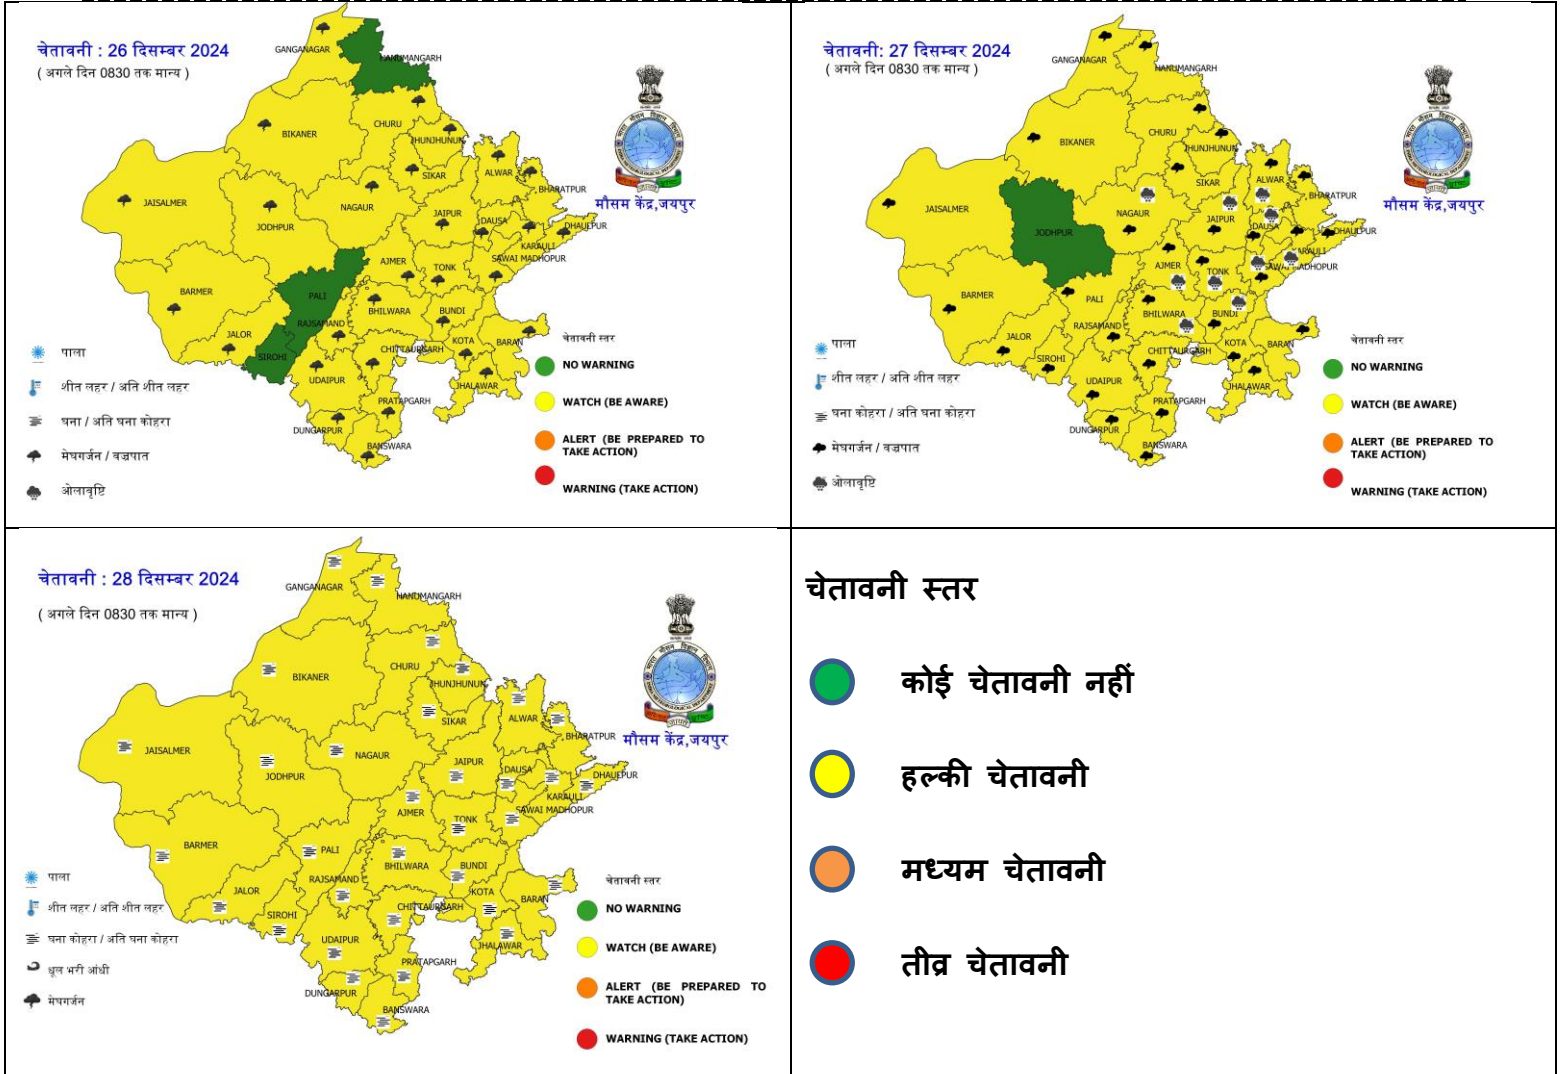 चेतावनी : 26 दिसम्बर 2024
( अगले दिन 0830 तक मान्य )
GANGANAGAR
HANUMANGARH
CHURU
BIKANER
JHUNJHUNUN
SIKAR
ALWAR
BHARATPUR
JAISALMER
NAGAUR
JAIPUR
DAUSA
DHAULPUR
JODHPUR
KARAULI
SAWAI MADHOPUR
AJMER
TONK
BARMER
PALI
BHILWARA
BUNDI
RAJSAMAND
JALOR
KOTA
BARAN
CHITTAURGARH
SIROHI
UDAIPUR
JHALAWAR
PRATAPGARH
DUNGARPUR
BANSWARA
मौसम केंद्र,जयपुर
पाला
शीत लहर / अति शीत लहर
घना / अति घना कोहरा
मेघगर्जन / वज्रपात
ओलावृष्टि
चेतावनी स्तर
NO WARNING
WATCH (BE AWARE)
ALERT (BE PREPARED TO
TAKE ACTION)
WARNING (TAKE ACTION)
चेतावनी: 27 दिसम्बर 2024
( अगले दिन 0830 तक मान्य )
GANGANAGAR
HANUMANGARH
CHURU
BIKANER
JHUNJHUNUN
SIKAR
ALWAR
BHARATPUR
JAISALMER
NAGAUR
JAIPUR
DAUSA
DHAULPUR
JODHPUR
KARAULI
SAWAI MADHOPUR
AJMER
TONK
BARMER
PALI
BHILWARA
BUNDI
RAJSAMAND
JALOR
KOTA
BARAN
CHITTAURGARH
SIROHI
UDAIPUR
JHALAWAR
PRATAPGARH
DUNGARPUR
BANSWARA
मौसम केंद्र,जयपुर
पाला
शीत लहर / अति शीत लहर
घना कोहरा / अति घना कोहरा
मेघगर्जन / वज्रपात
ओलावृष्टि
चेतावनी स्तर
NO WARNING
WATCH (BE AWARE)
ALERT (BE PREPARED TO
TAKE ACTION)
WARNING (TAKE ACTION)
चेतावनी : 28 दिसम्बर 2024
( अगले दिन 0830 तक मान्य )
GANGANAGAR
HANUMANGARH
CHURU
BIKANER
JHUNJHUNUN
SIKAR
ALWAR
BHARATPUR
JAISALMER
NAGAUR
JAIPUR
DAUSA
DHAULPUR
JODHPUR
KARAULI
SAWAI MADHOPUR
AJMER
TONK
BARMER
PALI
BHILWARA
BUNDI
RAJSAMAND
JALOR
KOTA
BARAN
CHITTAURGARH
SIROHI
UDAIPUR
JHALAWAR
PRATAPGARH
DUNGARPUR
BANSWARA
मौसम केंद्र,जयपुर
पाला
शीत लहर / अति शीत लहर
घना कोहरा / अति घना कोहरा
धूल भरी आंधी
मेघगर्जन
चेतावनी स्तर
NO WARNING
WATCH (BE AWARE)
ALERT (BE PREPARED TO
TAKE ACTION)
WARNING (TAKE ACTION)
चेतावनी स्तर
कोई चेतावनी नहीं
हल्की चेतावनी
मध्यम चेतावनी
तीव्र चेतावनी